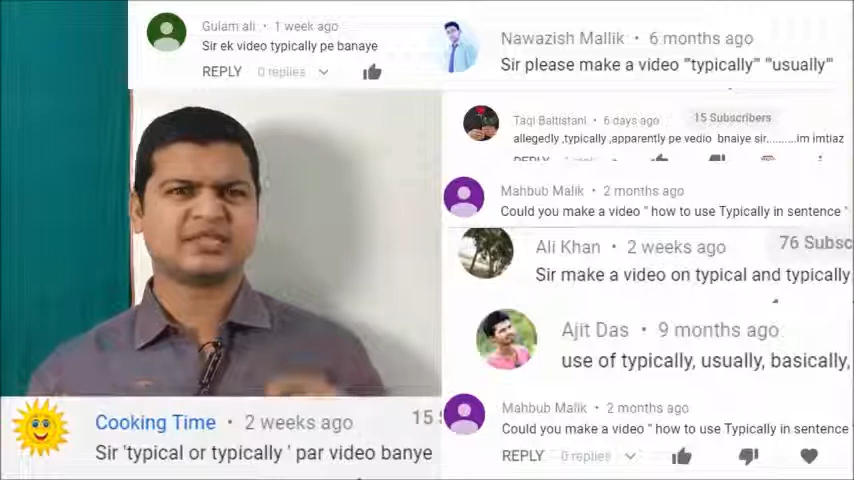 Gulam ali • 1 week ago
Sir ek video typically pe banaye
REPLY 0 replies
Nawazish Mallik • 6 months ago
Sir please make a video "'typically" "usually"'
Taqi Baltistani • 6 days ago 15 Subscribers
allegedly ,typically ,apparently pe vedio bnaiye sir..........im imtiaz
REPLY
Mahbub Malik • 2 months ago
Could you make a video " how to use Typically in sentence "
Ali Khan • 2 weeks ago 76 Subsc
Sir make a video on typical and typically
Ajit Das • 9 months ago
use of typically, usually, basically,
Cooking Time • 2 weeks ago 15
Sir 'typical or typically ' par video banye
Mahbub Malik • 2 months ago
Could you make a video " how to use Typically in sentence
REPLY 0 replies